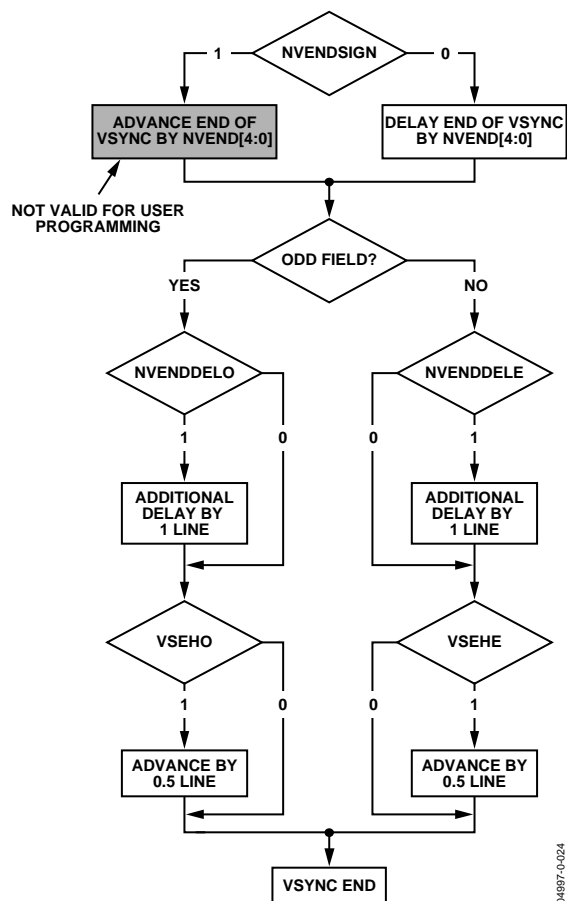 NVENDSIGN
1
0
ADVANCE END OF
VSYNC BY NVEND[4:0]
DELAY END OF VSYNC
BY NVEND[4:0]
NOT VALID FOR USER
PROGRAMMING
ODD FIELD?
YES
NO
NVENDDELO
NVENDDELE
1
0
0
1
ADDITIONAL
DELAY BY
1 LINE
ADDITIONAL
DELAY BY
1 LINE
VSEHO
VSEHE
1
0
0
1
ADVANCE BY
0.5 LINE
ADVANCE BY
0.5 LINE
VSYNC END
04997-0-024